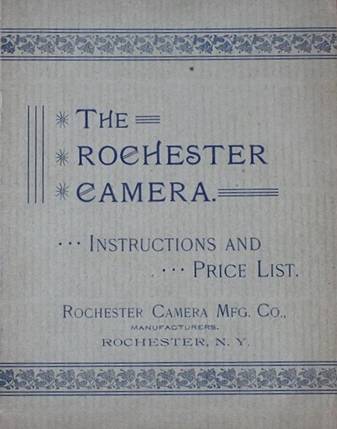 The
Rochester
Camera.
... Instructions and
... Price List.
Rochester Camera Mfg. Co.,
MANUFACTURERS.
ROCHESTER, N. Y.